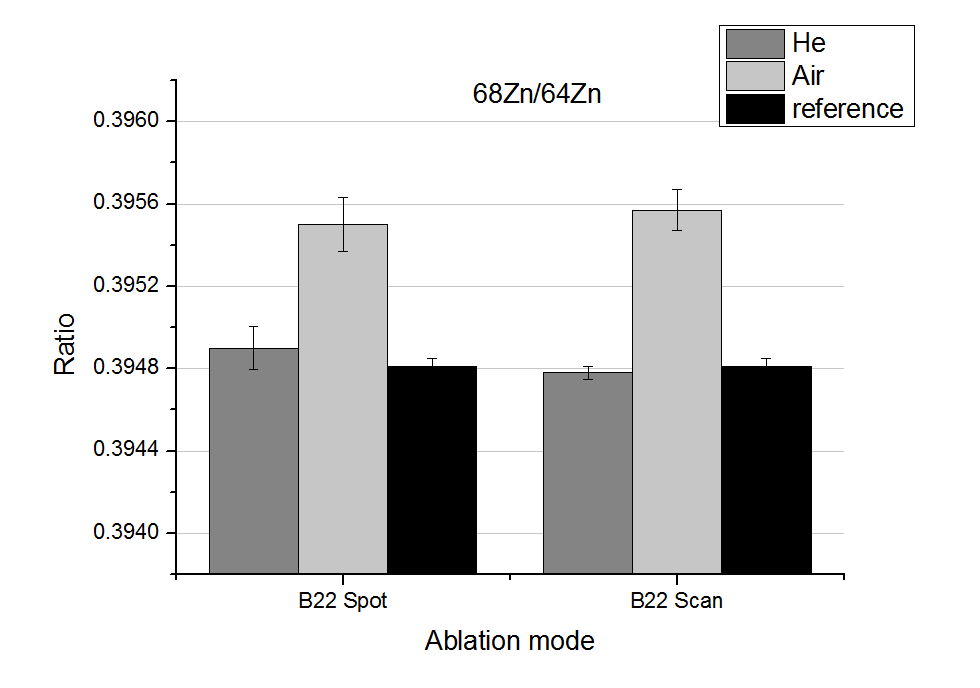 He
Air
reference
68Zn/64Zn
0.3960
0.3956
0.3952
0.3948
0.3944
0.3940
Ratio
B22 Spot
B22 Scan
Ablation mode